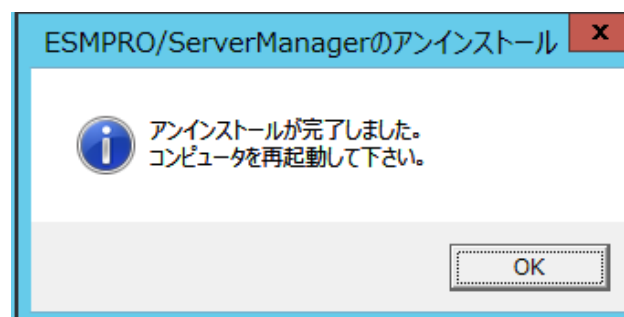 ESMPRO/ServerManagerのアンインストール
アンインストールが完了しました。
コンピュータを再起動して下さい。
OK